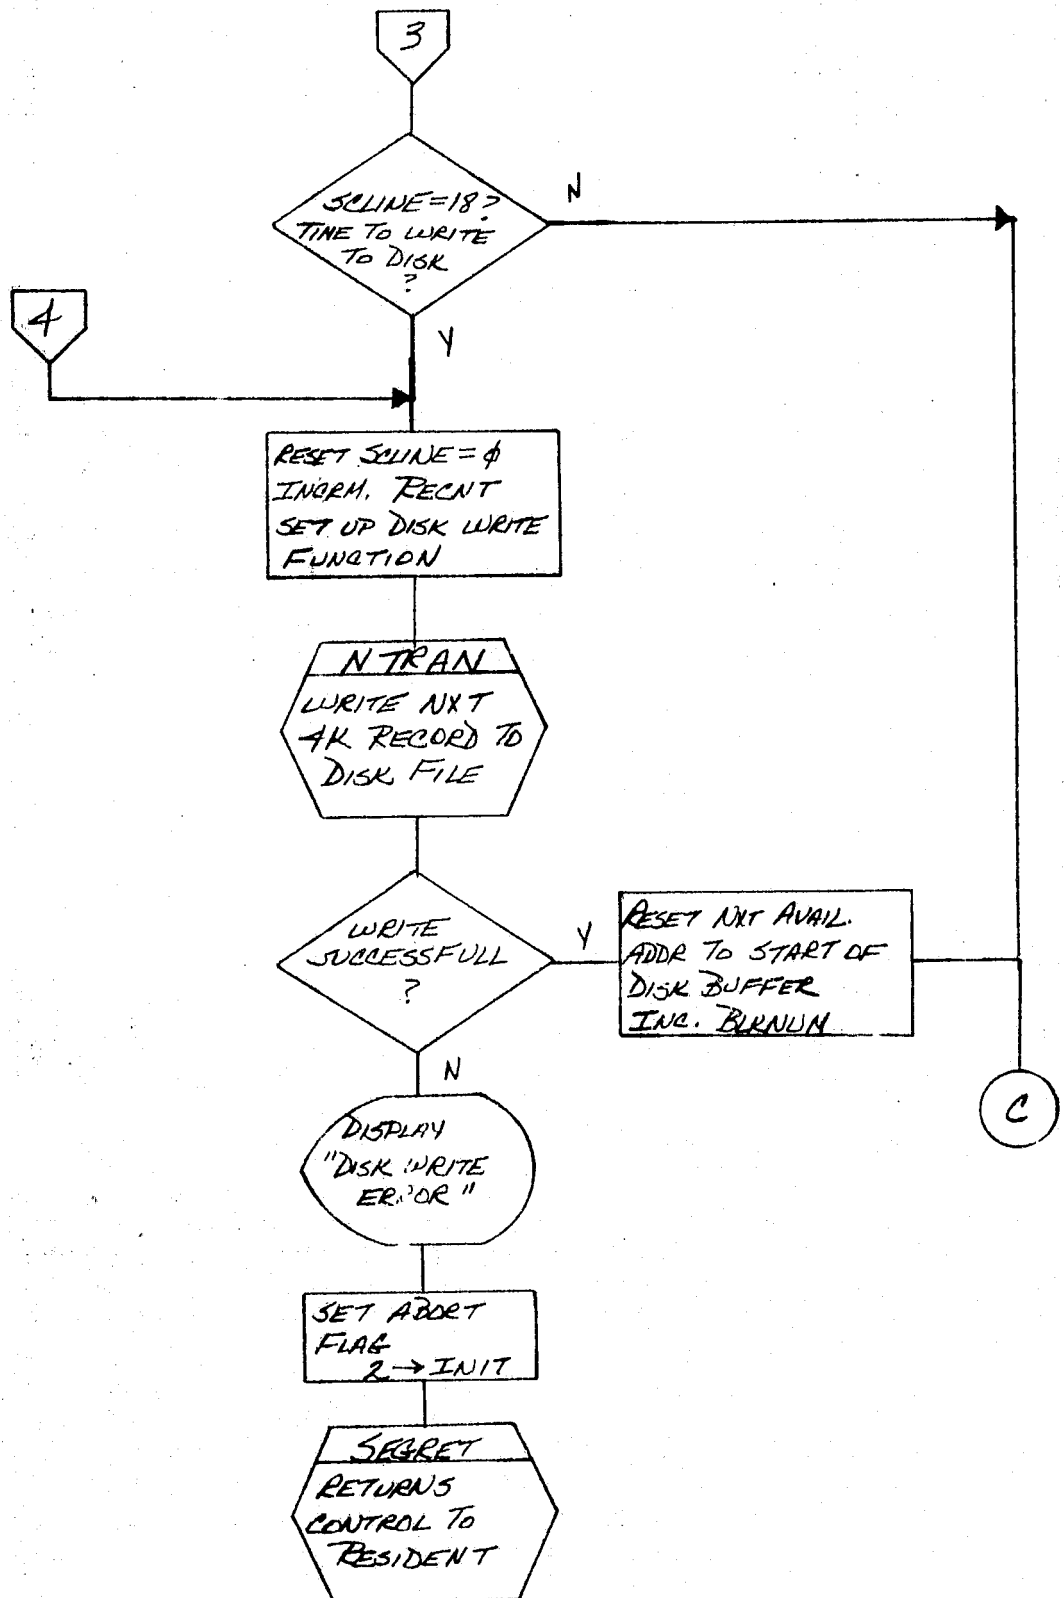 3
SCLINE=18?
TIME TO WRITE
TO DISK
?
N
4
Y
RESET SCLINE=φ
INCRM. RECNT
SET UP DISK WRITE
FUNCTION
NTRAN
WRITE NXT
4K RECORD TO
DISK FILE
WRITE
SUCCESSFULL
?
Y
RESET NXT AVAIL.
ADDR TO START OF
DISK BUFFER
INC. BLKNUM
N
C
DISPLAY
"DISK WRITE
ERROR"
SET ABORT
FLAG
2→INIT
SEGRET
RETURNS
CONTROL TO
RESIDENT